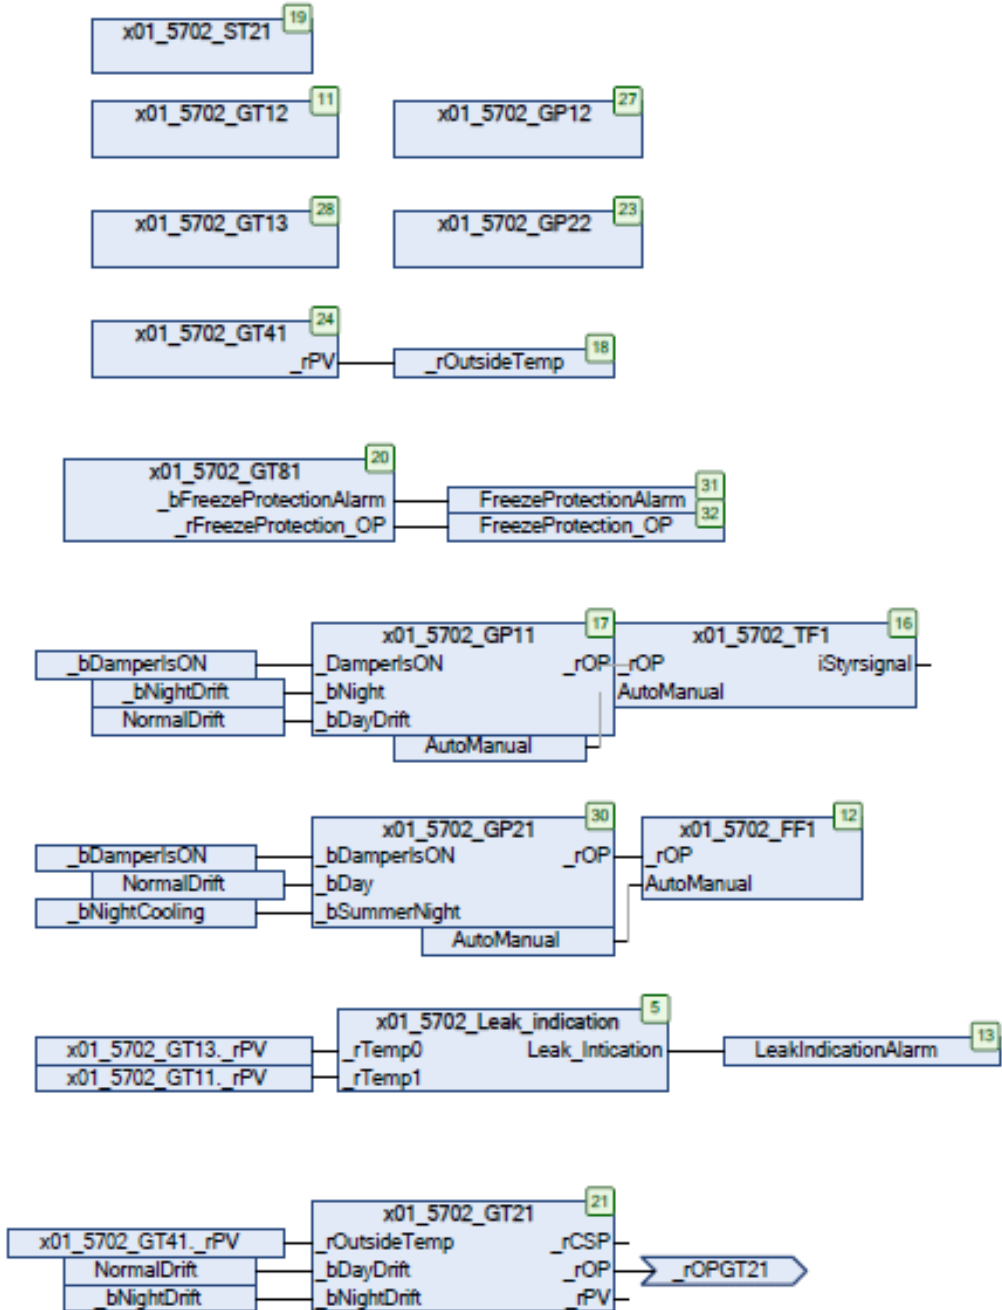 19
x01_5702_ST21
11
x01_5702_GT12
27
x01_5702_GP12
28
x01_5702_GT13
23
x01_5702_GP22
24
x01_5702_GT41
_rPV
18
_rOutsideTemp
20
x01_5702_GT81
_bFreezeProtectionAlarm
_rFreezeProtection_OP
31
FreezeProtectionAlarm
32
FreezeProtection_OP
17
x01_5702_GP11
16
x01_5702_TF1
_bDamperIsON
_DamperIsON
_rOP
_rOP
iStyrsignal
_bNightDrift
_bNight
AutoManual
NormalDrift
_bDayDrift
AutoManual
30
x01_5702_GP21
12
x01_5702_FF1
_bDamperIsON
_bDamperIsON
_rOP
_rOP
NormalDrift
_bDay
AutoManual
_bNightCooling
_bSummerNight
AutoManual
5
x01_5702_Leak_indication
13
x01_5702_GT13._rPV
_rTemp0
Leak_Intication
LeakIndicationAlarm
x01_5702_GT11._rPV
_rTemp1
21
x01_5702_GT21
x01_5702_GT41._rPV
_rOutsideTemp
_rCSP
NormalDrift
_bDayDrift
_rOP
_rOPGT21
_bNightDrift
_bNightDrift
_rPV